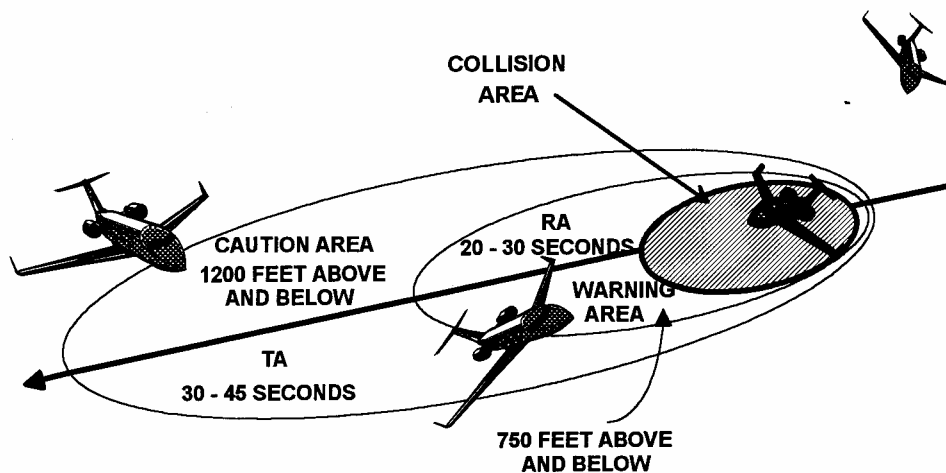 COLLISION
AREA
RA
20 - 30 SECONDS
CAUTION AREA
1200 FEET ABOVE
AND BELOW
WARNING
AREA
TA
30 - 45 SECONDS
750 FEET ABOVE
AND BELOW